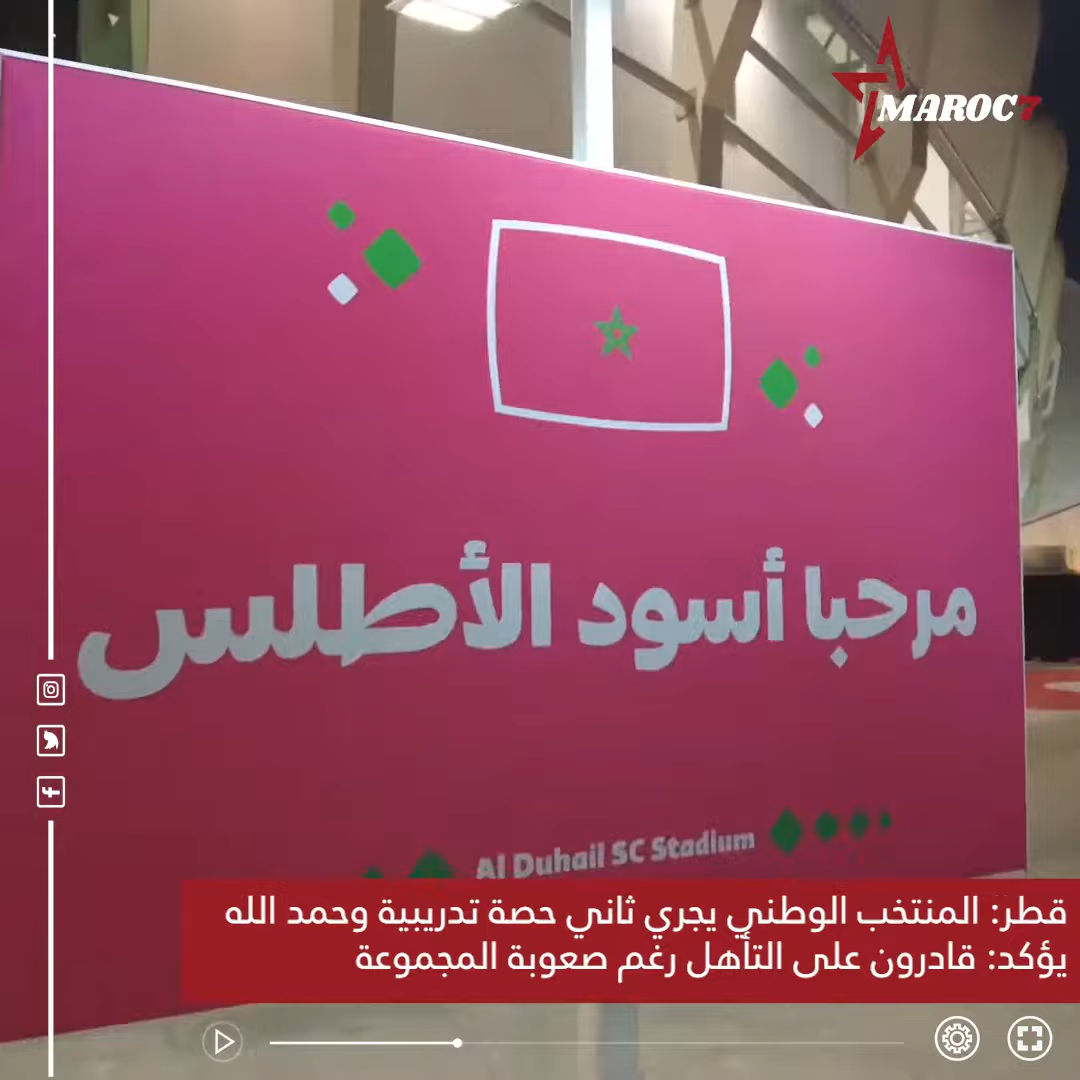 MAROC7
مرحبا أسود الأطلس
Al Duhail SC Stadium
قطر: المنتخب الوطني يجري ثاني حصة تدريبية وحمد الله
يؤكد: قادرون على التأهل رغم صعوبة المجموعة